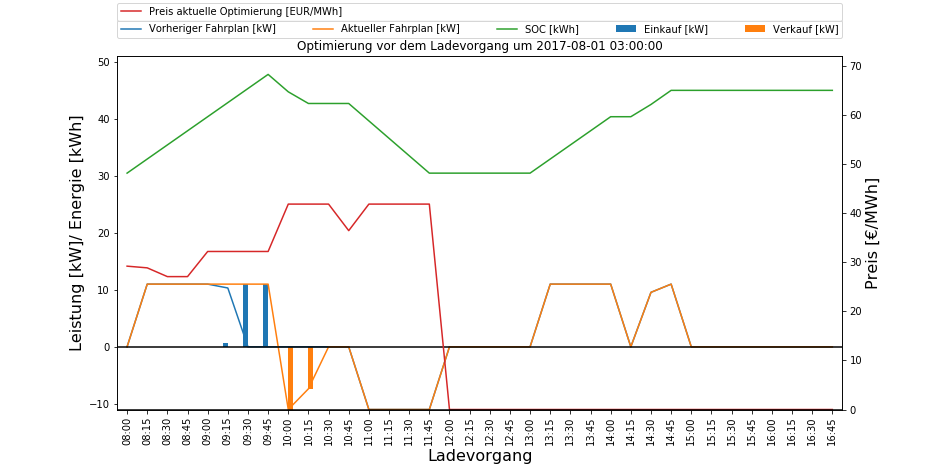 Preis aktuelle Optimierung [EUR/MWh]
Vorheriger Fahrplan [kW] Aktueller Fahrplan [kW] SOC [kWh] Einkauf [kW] Verkauf [kW]
Optimierung vor dem Ladevorgang um 2017-08-01 03:00:00
Leistung [kW]/ Energie [kWh]
50
40
30
20
10
0
−10
70
60
50
40
30
20
10
0
Preis [€/MWh]
08:00 08:15 08:30 08:45 09:00 09:15 09:30 09:45 10:00 10:15 10:30 10:45 11:00 11:15 11:30 11:45 12:00 12:15 12:30 12:45 13:00 13:15 13:30 13:45 14:00 14:15 14:30 14:45 15:00 15:15 15:30 15:45 16:00 16:15 16:30 16:45
Ladevorgang